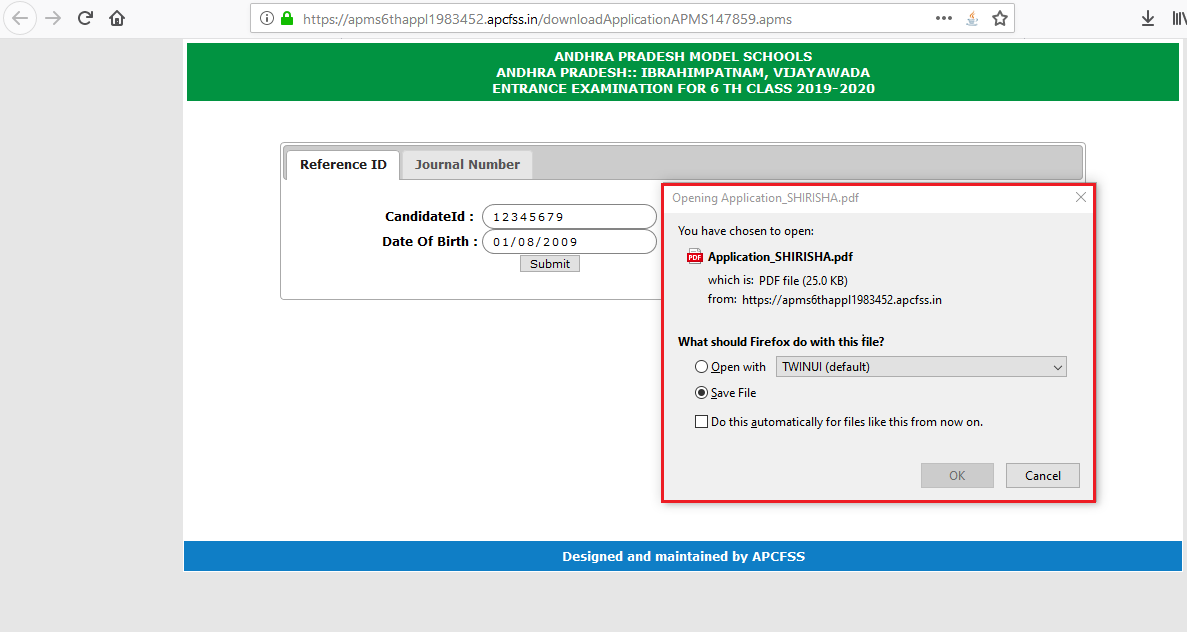 https://apms6thappl1983452.apcfss.in/downloadApplicationAPMS147859.apms
ANDHRA PRADESH MODEL SCHOOLS
ANDHRA PRADESH:: IBRAHIMPATNAM, VIJAYAWADA
ENTRANCE EXAMINATION FOR 6 TH CLASS 2019-2020
Reference ID
Journal Number
CandidateId :
12345679
Date Of Birth :
01/08/2009
Submit
Opening Application_SHIRISHA.pdf
You have chosen to open:
PDF
Application_SHIRISHA.pdf
which is: PDF file (25.0 KB)
from: https://apms6thappl1983452.apcfss.in
What should Firefox do with this file?
Open with
TWINUI (default)
Save File
Do this automatically for files like this from now on.
OK
Cancel
Designed and maintained by APCFSS